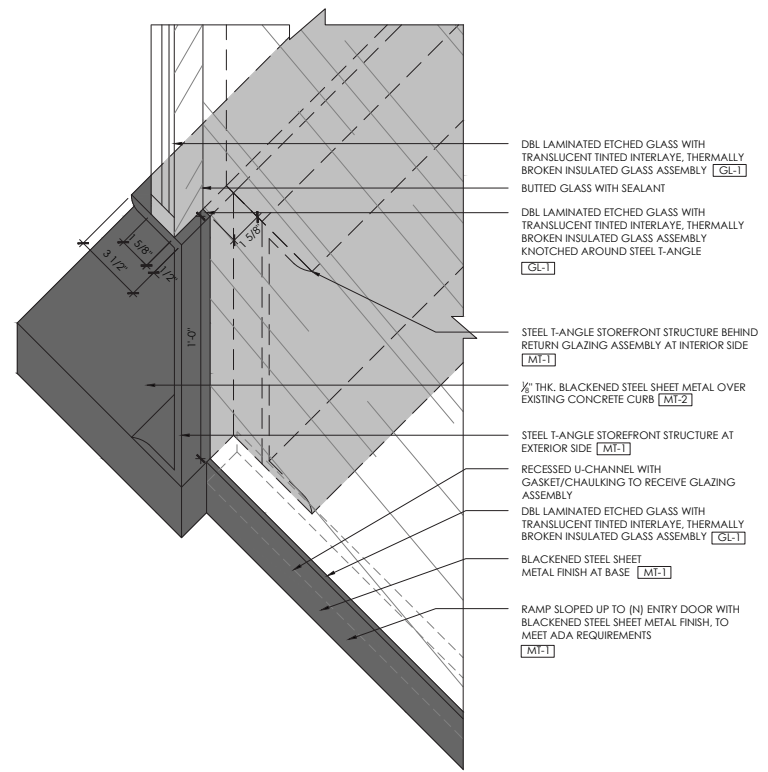 DBL LAMINATED ETCHED GLASS WITH
TRANSLUCENT TINTED INTERLAYE, THERMALLY
BROKEN INSULATED GLASS ASSEMBLY GL-1
BUTTED GLASS WITH SEALANT
DBL LAMINATED ETCHED GLASS WITH
TRANSLUCENT TINTED INTERLAYE, THERMALLY
BROKEN INSULATED GLASS ASSEMBLY
KNOTCHED AROUND STEEL T-ANGLE
GL-1
1 5/8"
3 1/2"
1/2"
1 5/8"
1'-0"
STEEL T-ANGLE STOREFRONT STRUCTURE BEHIND
RETURN GLAZING ASSEMBLY AT INTERIOR SIDE
MT-1
⅛" THK. BLACKENED STEEL SHEET METAL OVER
EXISTING CONCRETE CURB MT-2
STEEL T-ANGLE STOREFRONT STRUCTURE AT
EXTERIOR SIDE MT-1
RECESSED U-CHANNEL WITH
GASKET/CHAULKING TO RECEIVE GLAZING
ASSEMBLY
DBL LAMINATED ETCHED GLASS WITH
TRANSLUCENT TINTED INTERLAYE, THERMALLY
BROKEN INSULATED GLASS ASSEMBLY GL-1
BLACKENED STEEL SHEET
METAL FINISH AT BASE MT-1
RAMP SLOPED UP TO (N) ENTRY DOOR WITH
BLACKENED STEEL SHEET METAL FINISH, TO
MEET ADA REQUIREMENTS
MT-1